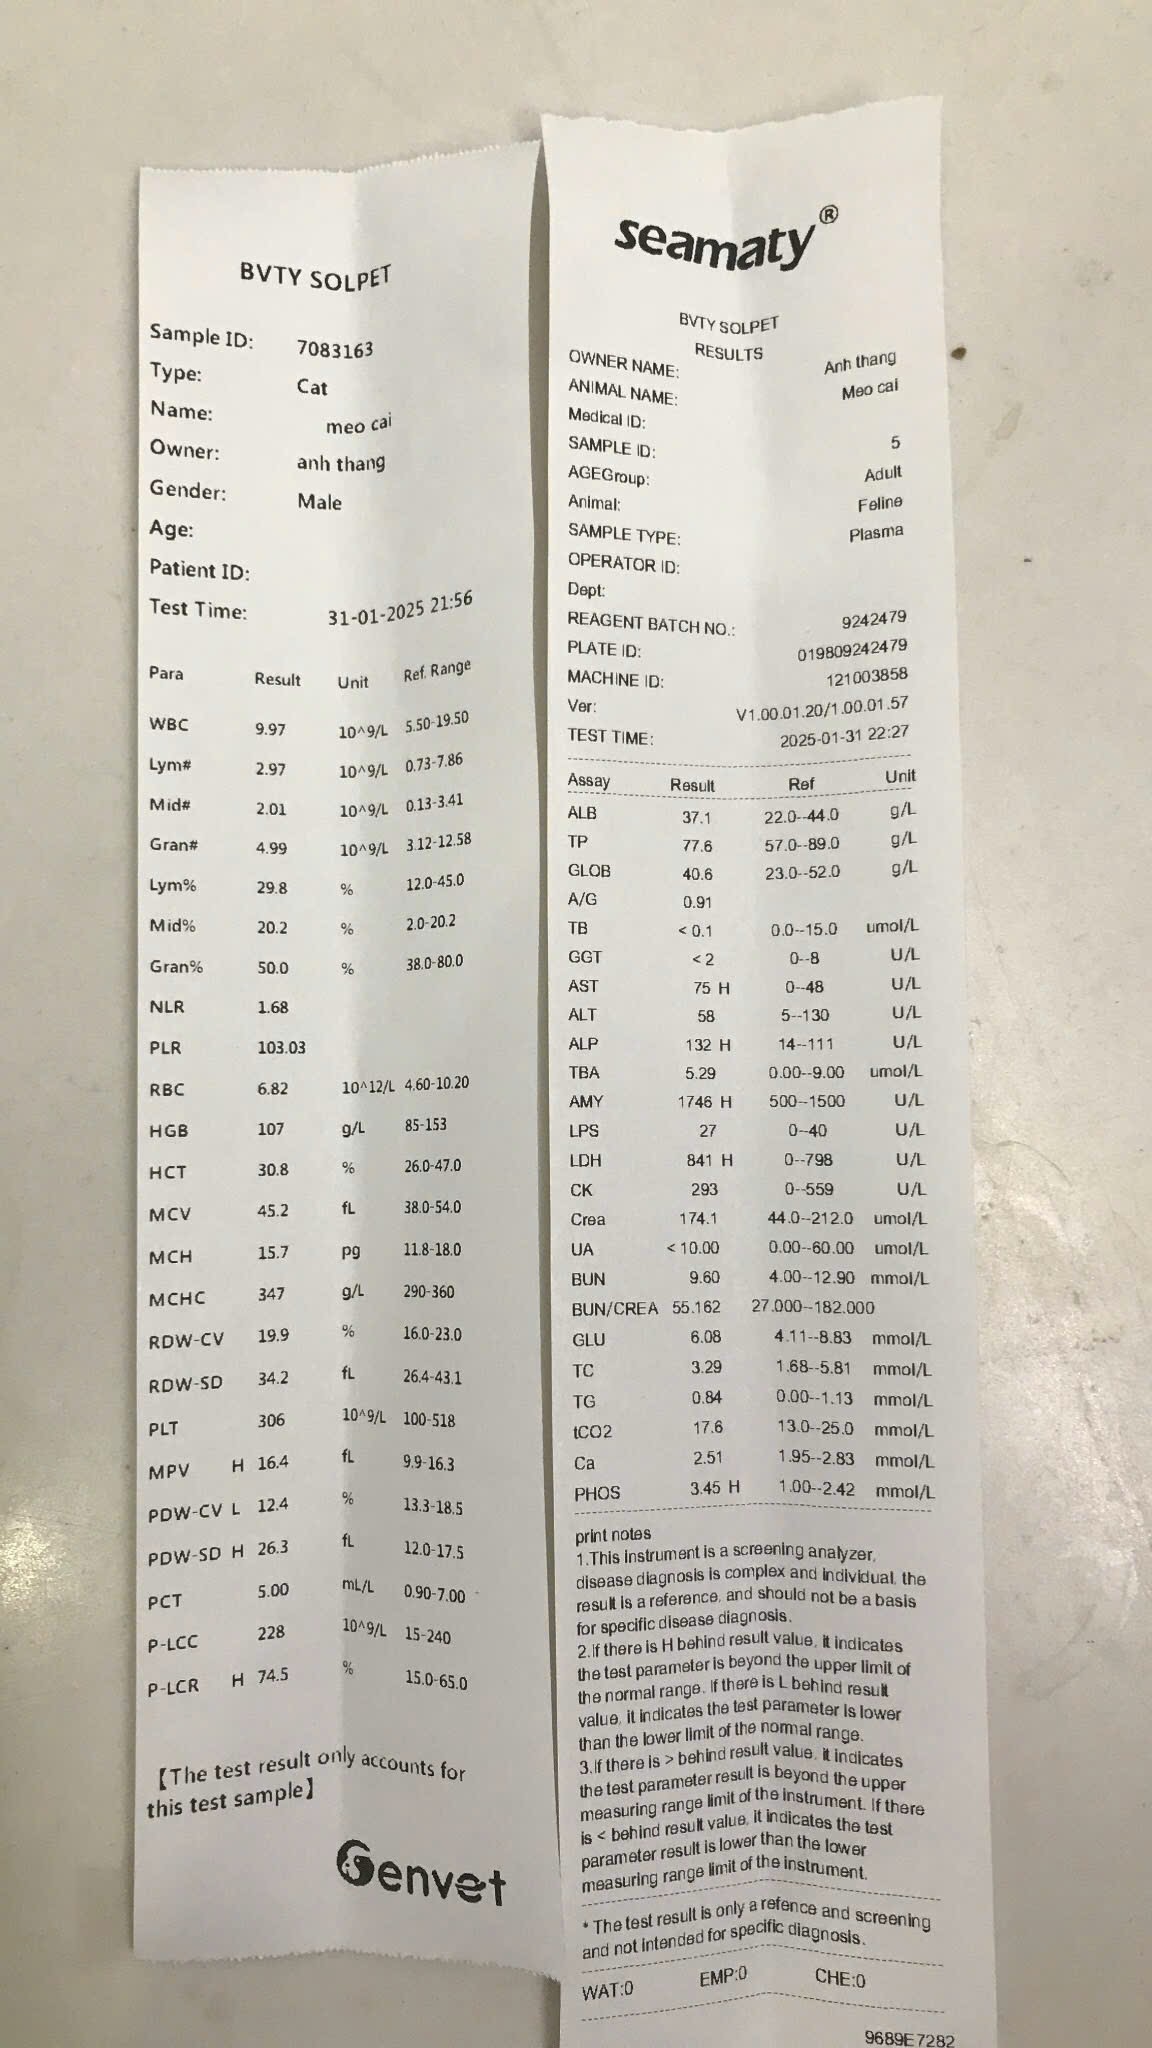 BVTY SOLPET
Sample ID: 7083163
Type: Cat
Name: meo cai
Owner: anh thang
Gender: Male
Age:
Patient ID:
Test Time: 31-01-2025 21:56
Para Result Unit Ref. Range
WBC 9.97 10^9/L 5.50-19.50
Lym# 2.97 10^9/L 0.73-7.86
Mid# 2.01 10^9/L 0.13-3.41
Gran# 4.99 10^9/L 3.12-12.58
Lym% 29.8 % 12.0-45.0
Mid% 20.2 % 2.0-20.2
Gran% 50.0 % 38.0-80.0
NLR 1.68
PLR 103.03
RBC 6.82 10^12/L 4.60-10.20
HGB 107 g/L 85-153
HCT 30.8 % 26.0-47.0
MCV 45.2 fL 38.0-54.0
MCH 15.7 pg 11.8-18.0
MCHC 347 g/L 290-360
RDW-CV 19.9 % 16.0-23.0
RDW-SD 34.2 fL 26.4-43.1
PLT 306 10^9/L 100-518
MPV H 16.4 fL 9.9-16.3
PDW-CV L 12.4 % 13.3-18.5
PDW-SD H 26.3 fL 12.0-17.5
PCT 5.00 mL/L 0.90-7.00
P-LCC 228 10^9/L 15-240
P-LCR H 74.5 % 15.0-65.0
【The test result only accounts for
this test sample】
Genvet
seamaty®
BVTY SOLPET
RESULTS
OWNER NAME: Anh thang
ANIMAL NAME: Meo cai
Medical ID:
SAMPLE ID: 5
AGEGroup: Adult
Animal: Feline
SAMPLE TYPE: Plasma
OPERATOR ID:
Dept:
REAGENT BATCH NO.: 9242479
PLATE ID: 019809242479
MACHINE ID: 121003858
Ver: V1.00.01.20/1.00.01.57
TEST TIME: 2025-01-31 22:27
Assay Result Ref Unit
ALB 37.1 22.0--44.0 g/L
TP 77.6 57.0--89.0 g/L
GLOB 40.6 23.0--52.0 g/L
A/G 0.91
TB <0.1 0.0--15.0 umol/L
GGT <2 0--8 U/L
AST 75 H 0--48 U/L
ALT 58 5--130 U/L
ALP 132 H 14--111 U/L
TBA 5.29 0.00--9.00 umol/L
AMY 1746 H 500--1500 U/L
LPS 27 0--40 U/L
LDH 841 H 0--798 U/L
CK 293 0--559 U/L
Crea 174.1 44.0--212.0 umol/L
UA <10.00 0.00--60.00 umol/L
BUN 9.60 4.00--12.90 mmol/L
BUN/CREA 55.162 27.000--182.000
GLU 6.08 4.11--8.83 mmol/L
TC 3.29 1.68--5.81 mmol/L
TG 0.84 0.00--1.13 mmol/L
tCO2 17.6 13.0--25.0 mmol/L
Ca 2.51 1.95--2.83 mmol/L
PHOS 3.45 H 1.00--2.42 mmol/L
print notes
1.This instrument is a screening analyzer,
disease diagnosis is complex and individual, the
result is a reference, and should not be a basis
for specific disease diagnosis.
2.If there is H behind result value, it indicates
the test parameter is beyond the upper limit of
the normal range. If there is L behind result
value, it indicates the test parameter is lower
than the lower limit of the normal range.
3.If there is > behind result value, it indicates
the test parameter result is beyond the upper
measuring range limit of the instrument. If there
is < behind result value, it indicates the test
parameter result is lower than the lower
measuring range limit of the instrument.
* The test result is only a refence and screening
and not intended for specific diagnosis.
WAT:0 EMP:0 CHE:0
9689E7282